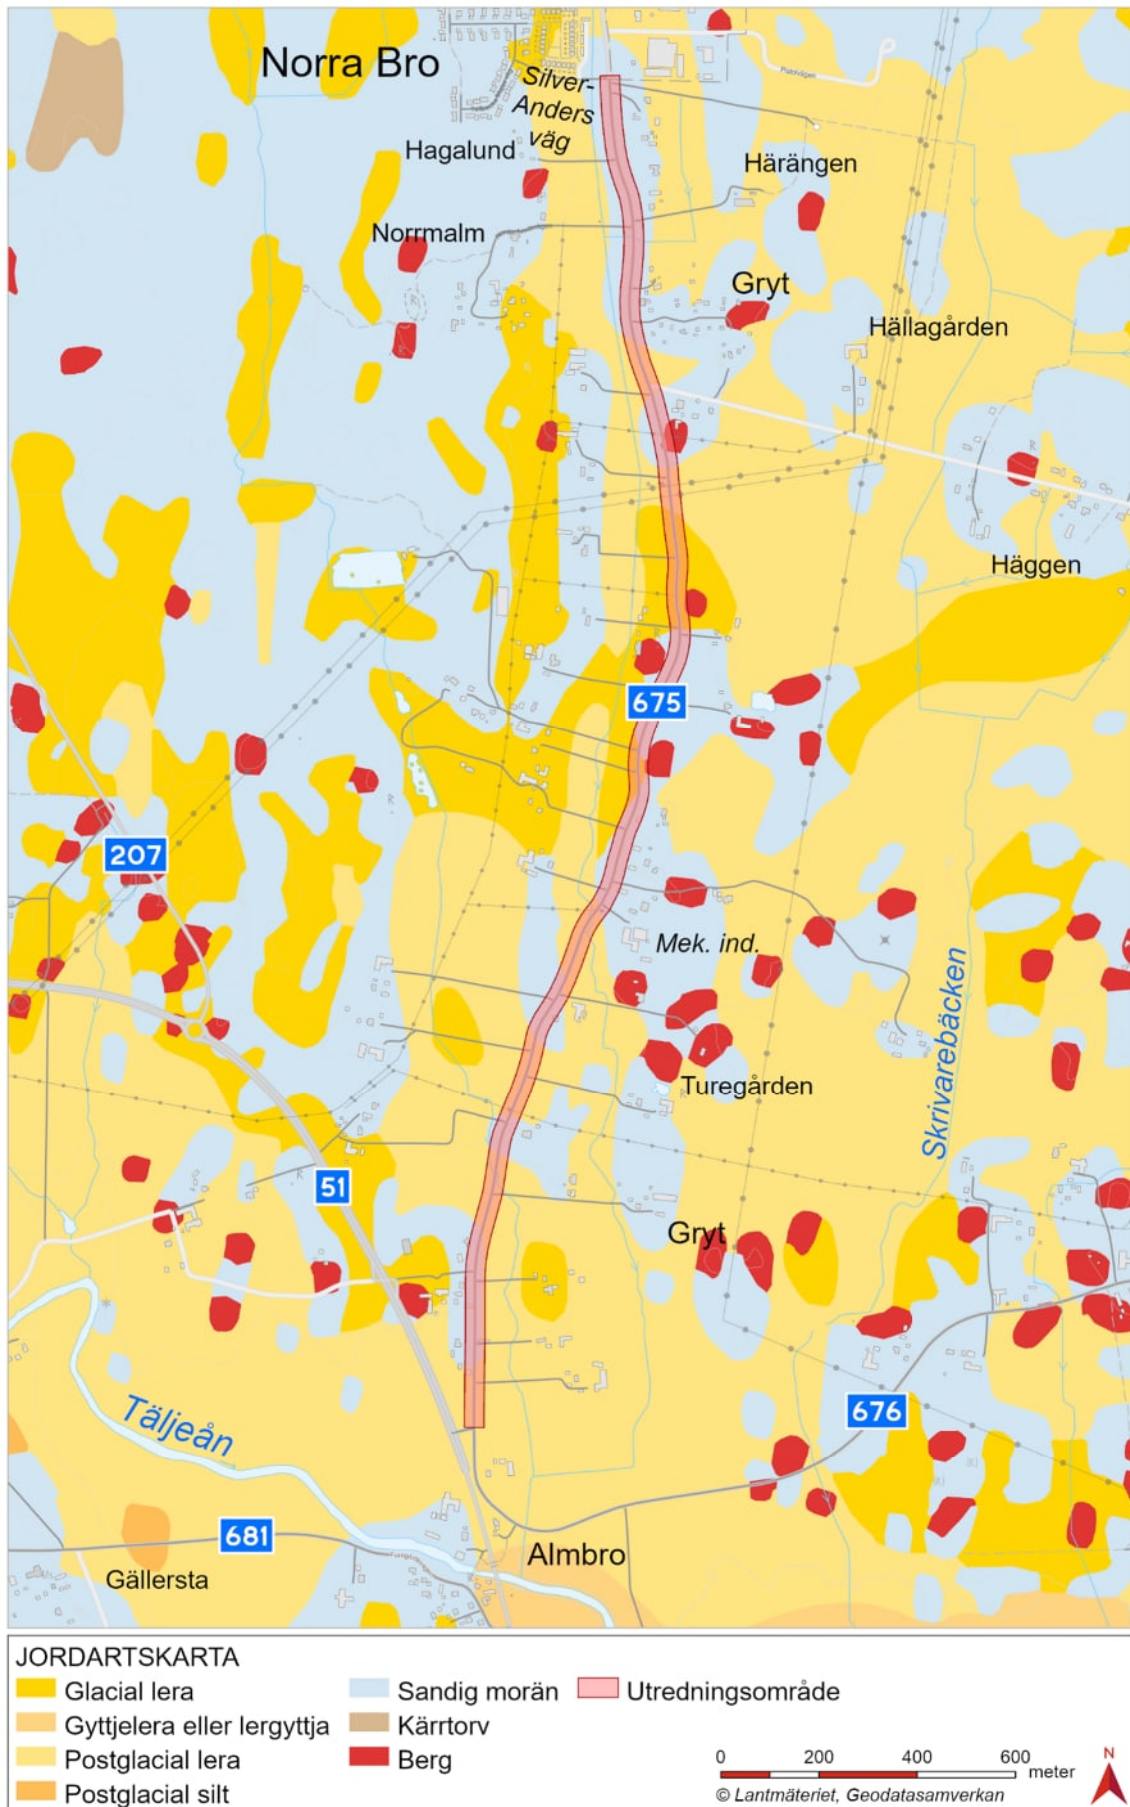 Norra Bro
Silver-
Anders
väg
Hagalund
Härängen
Norrmalm
Gryt
Hällagården
Häggen
675
207
Mek. ind.
Skrivarebäcken
Turegården
51
Gryt
Täljeån
676
681
Almbro
Gällersta
JORDARTSKARTA
Glacial lera
Gyttjelera eller lergyttja
Postglacial lera
Postglacial silt
Sandig morän
Kärrtorv
Berg
Utredningsområde
0 200 400 600
meter
N
© Lantmäteriet, Geodatasamverkan